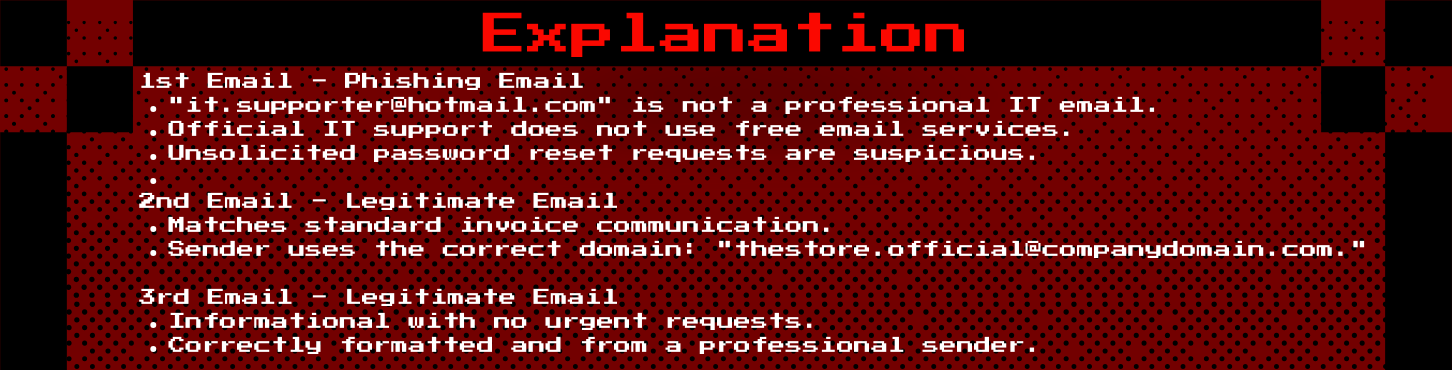 Explanation
1st Email - Phishing Email
• "it.supporter@hotmail.com" is not a professional IT email.
• Official IT support does not use free email services.
• Unsolicited password reset requests are suspicious.
•
2nd Email - Legitimate Email
• Matches standard invoice communication.
• Sender uses the correct domain: "thestore.official@companydomain.com."
3rd Email - Legitimate Email
• Informational with no urgent requests.
• Correctly formatted and from a professional sender.